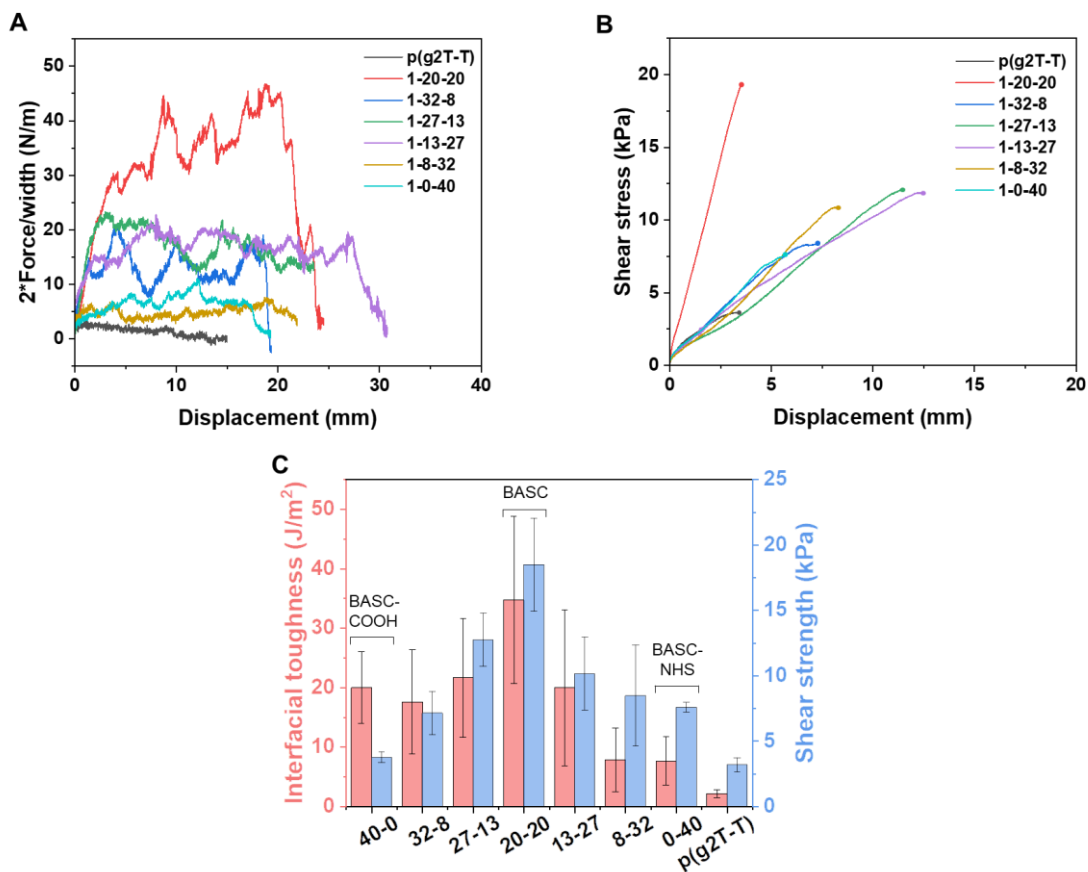 A
2*Force/width (N/m)
50
40
30
20
10
0
0 10 20 30 40
Displacement (mm)
p(g2T-T)
1-20-20
1-32-8
1-27-13
1-13-27
1-8-32
1-0-40
B
Shear stress (kPa)
20
15
10
5
0
0 5 10 15 20
Displacement (mm)
p(g2T-T)
1-20-20
1-32-8
1-27-13
1-13-27
1-8-32
1-0-40
C
Interfacial toughness (J/m²)
50
40
30
20
10
0
BASC-
COOH
BASC
BASC-
NHS
25
20
15
10
5
0
Shear strength (kPa)
40-0
32-8
27-13
20-20
13-27
8-32
0-40
p(g2T-T)